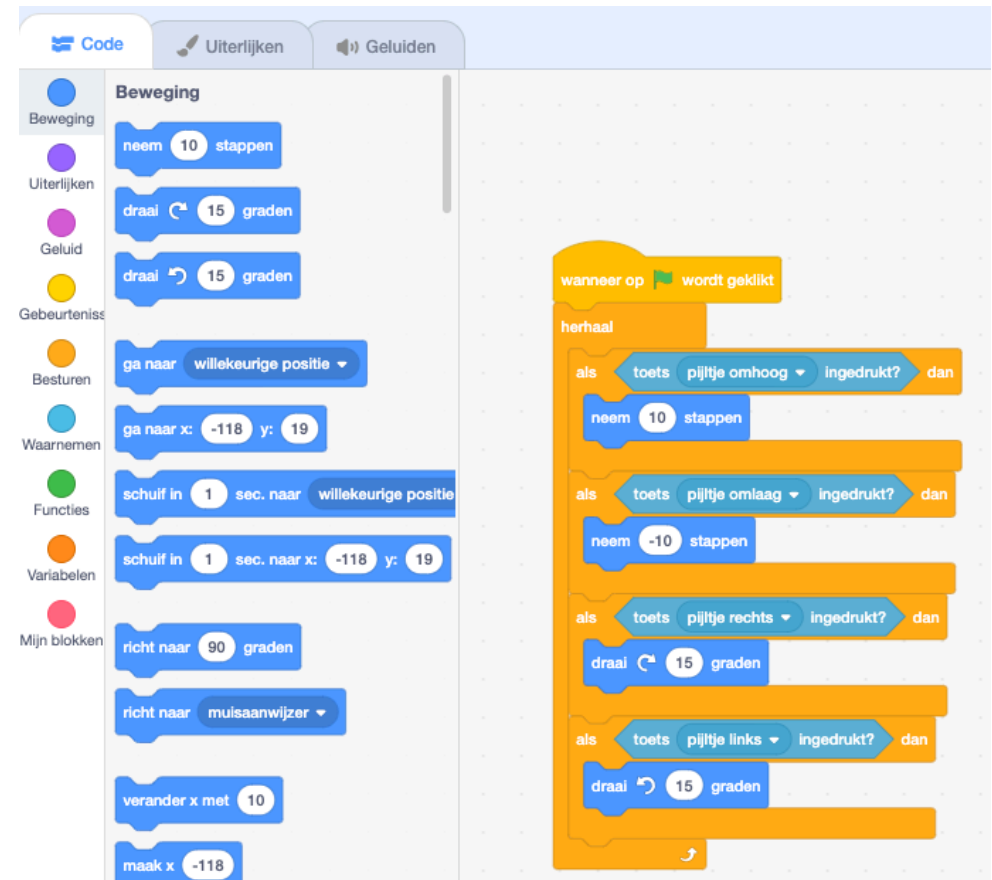 Code Uiterlijken Geluiden
Beweging
Uiterlijken
Geluid
Gebeurteniss
Besturen
Waarnemen
Functies
Variabelen
Mijn blokken
Beweging
neem 10 stappen
draai 15 graden
draai 15 graden
ga naar willekeurige positie
ga naar x: -118 y: 19
schuif in 1 sec. naar willekeurige positie
schuif in 1 sec. naar x: -118 y: 19
richt naar 90 graden
richt naar muisaanwijzer
verander x met 10
maak x -118
wanneer op wordt geklikt
herhaal
als toets pijltje omhoog ingedrukt? dan
neem 10 stappen
als toets pijltje omlaag ingedrukt? dan
neem -10 stappen
als toets pijltje rechts ingedrukt? dan
draai 15 graden
als toets pijltje links ingedrukt? dan
draai 15 graden